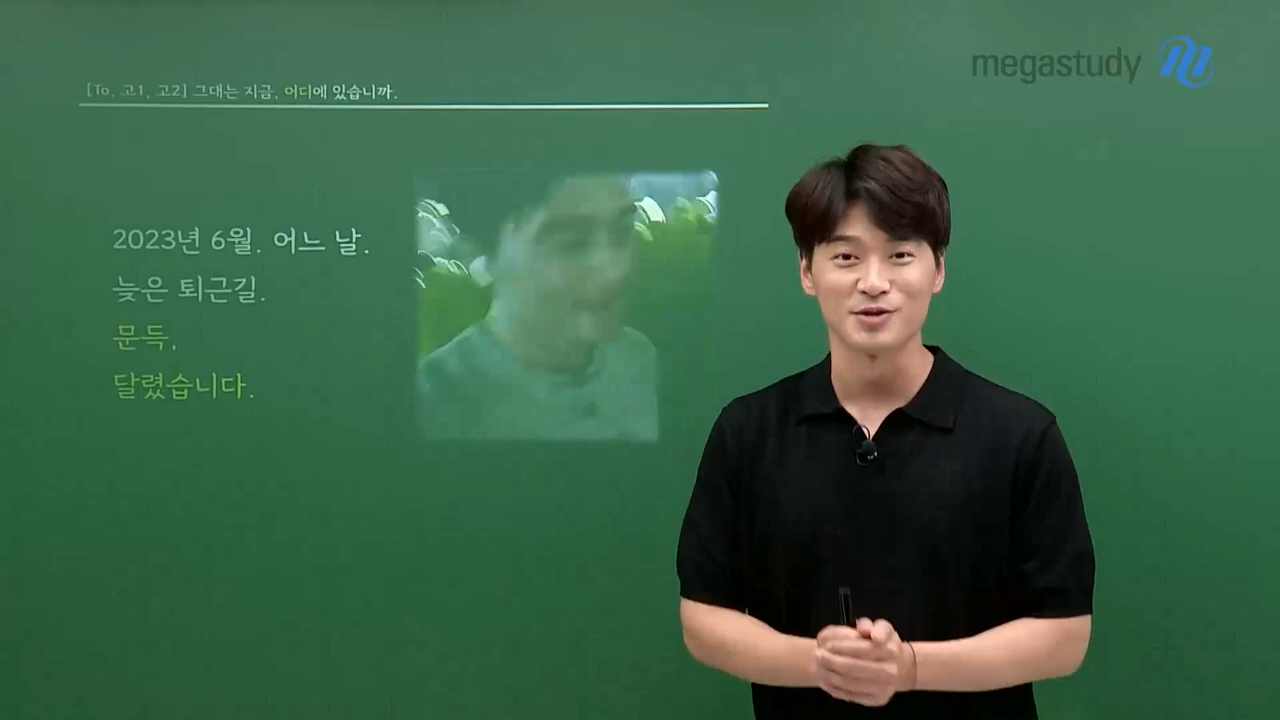 megastudy
[To. 고1, 고2] 그대는 지금, 어디에 있습니까.
2023년 6월. 어느 날.
늦은 퇴근길.
문득,
달렸습니다.